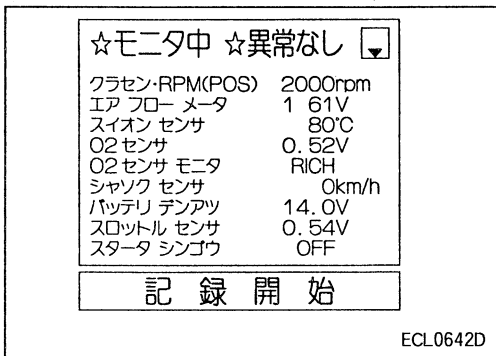 ☆モニタ中 ☆異常なし
クラセン・RPM(POS) 2000rpm
エア フロー メータ 1 61V
スイオン センサ 80℃
O2センサ 0.52V
O2センサ モニタ RICH
シャソク センサ 0km/h
バッテリ デンアツ 14.0V
スロットル センサ 0.54V
スタータ シンゴウ OFF
記録開始
ECL0642D